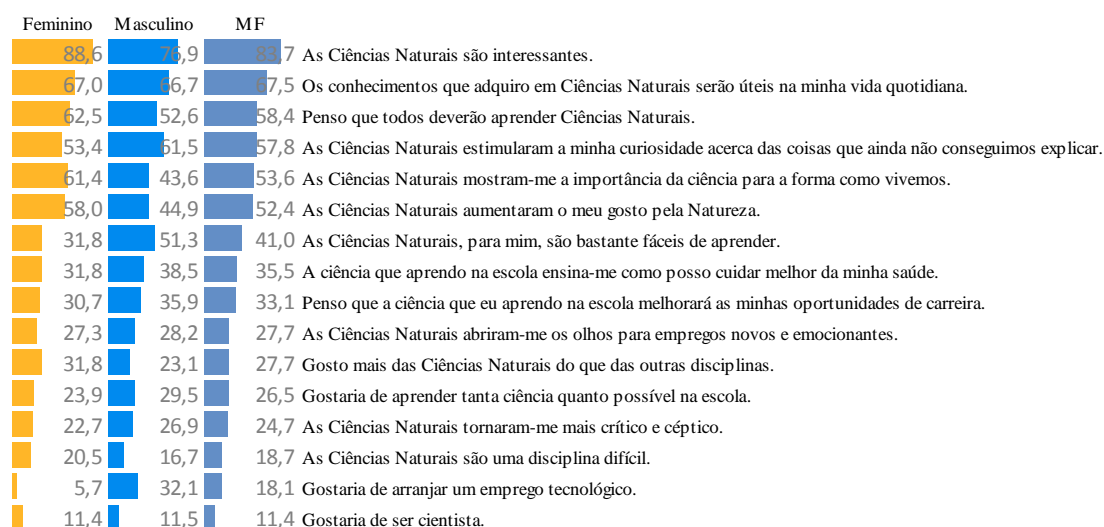 Feminino Masculino MF
88,6 76,9 83,7 As Ciências Naturais são interessantes.
67,0 66,7 67,5 Os conhecimentos que adquiro em Ciências Naturais serão úteis na minha vida quotidiana.
62,5 52,6 58,4 Penso que todos deverão aprender Ciências Naturais.
53,4 61,5 57,8 As Ciências Naturais estimularam a minha curiosidade acerca das coisas que ainda não conseguimos explicar.
61,4 43,6 53,6 As Ciências Naturais mostram-me a importância da ciência para a forma como vivemos.
58,0 44,9 52,4 As Ciências Naturais aumentaram o meu gosto pela Natureza.
31,8 51,3 41,0 As Ciências Naturais, para mim, são bastante fáceis de aprender.
31,8 38,5 35,5 A ciência que aprendo na escola ensina-me como posso cuidar melhor da minha saúde.
30,7 35,9 33,1 Penso que a ciência que eu aprendo na escola melhorará as minhas oportunidades de carreira.
27,3 28,2 27,7 As Ciências Naturais abriram-me os olhos para empregos novos e emocionantes.
31,8 23,1 27,7 Gosto mais das Ciências Naturais do que das outras disciplinas.
23,9 29,5 26,5 Gostaria de aprender tanta ciência quanto possível na escola.
22,7 26,9 24,7 As Ciências Naturais tornaram-me mais crítico e céptico.
20,5 16,7 18,7 As Ciências Naturais são uma disciplina difícil.
5,7 32,1 18,1 Gostaria de arranjar um emprego tecnológico.
11,4 11,5 11,4 Gostaria de ser cientista.